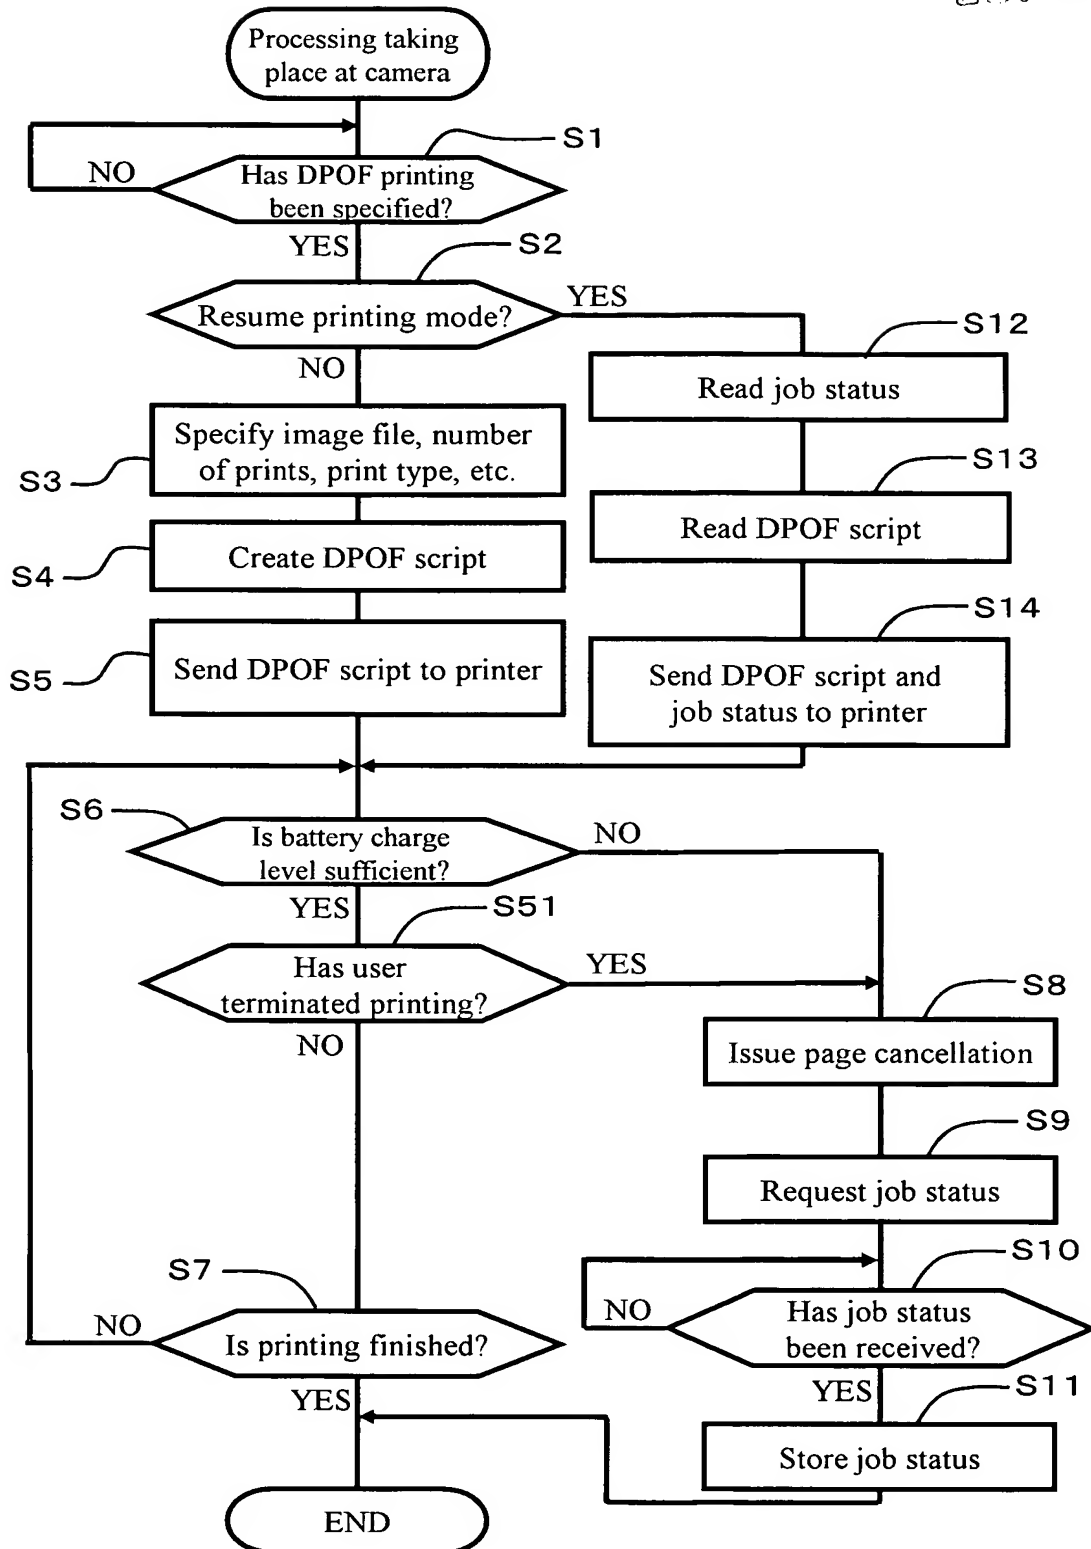 Processing taking
place at camera
S1
NO
Has DPOF printing
been specified?
YES
S2
Resume printing mode?
YES
NO
S12
Read job status
Specify image file, number
of prints, print type, etc.
S3
S13
Read DPOF script
Create DPOF script
S4
S14
Send DPOF script to printer
S5
Send DPOF script and
job status to printer
S6
Is battery charge
level sufficient?
NO
YES
S51
Has user
terminated printing?
YES
NO
S8
Issue page cancellation
S9
Request job status
S10
NO
Has job status
been received?
S7
NO
Is printing finished?
YES
YES
S11
Store job status
END